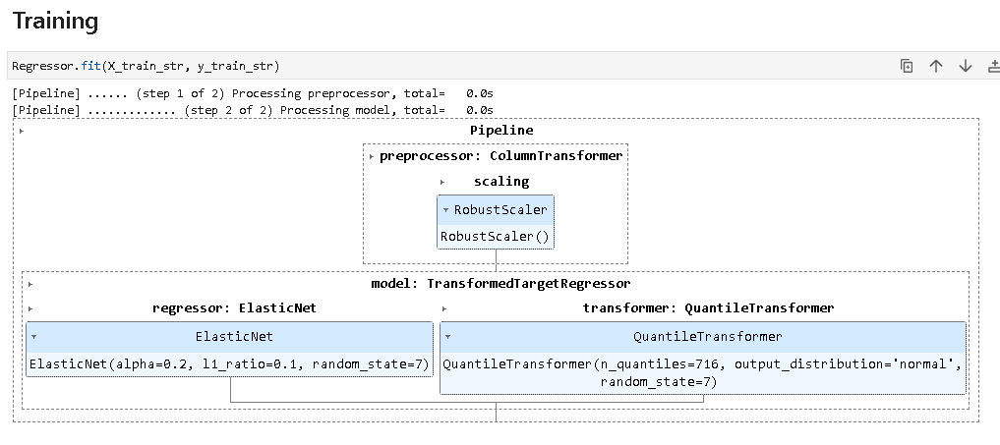 Training
Regressor.fit(X_train_str, y_train_str)
[Pipeline] ...... (step 1 of 2) Processing preprocessor, total=   0.0s
[Pipeline] ............. (step 2 of 2) Processing model, total=   0.0s
Pipeline
preprocessor: ColumnTransformer
scaling
RobustScaler
RobustScaler()
model: TransformedTargetRegressor
regressor: ElasticNet
transformer: QuantileTransformer
ElasticNet
QuantileTransformer
ElasticNet(alpha=0.2, l1_ratio=0.1, random_state=7)
QuantileTransformer(n_quantiles=716, output_distribution='normal',
random_state=7)